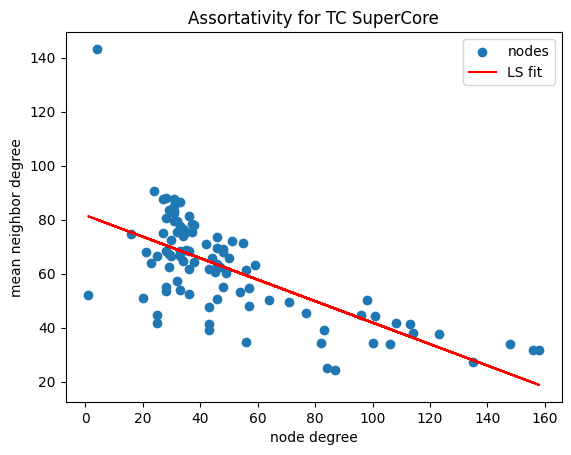 Assortativity for TC SuperCore
nodes
LS fit
mean neighbor degree
140
120
100
80
60
40
20
0 20 40 60 80 100 120 140 160
node degree